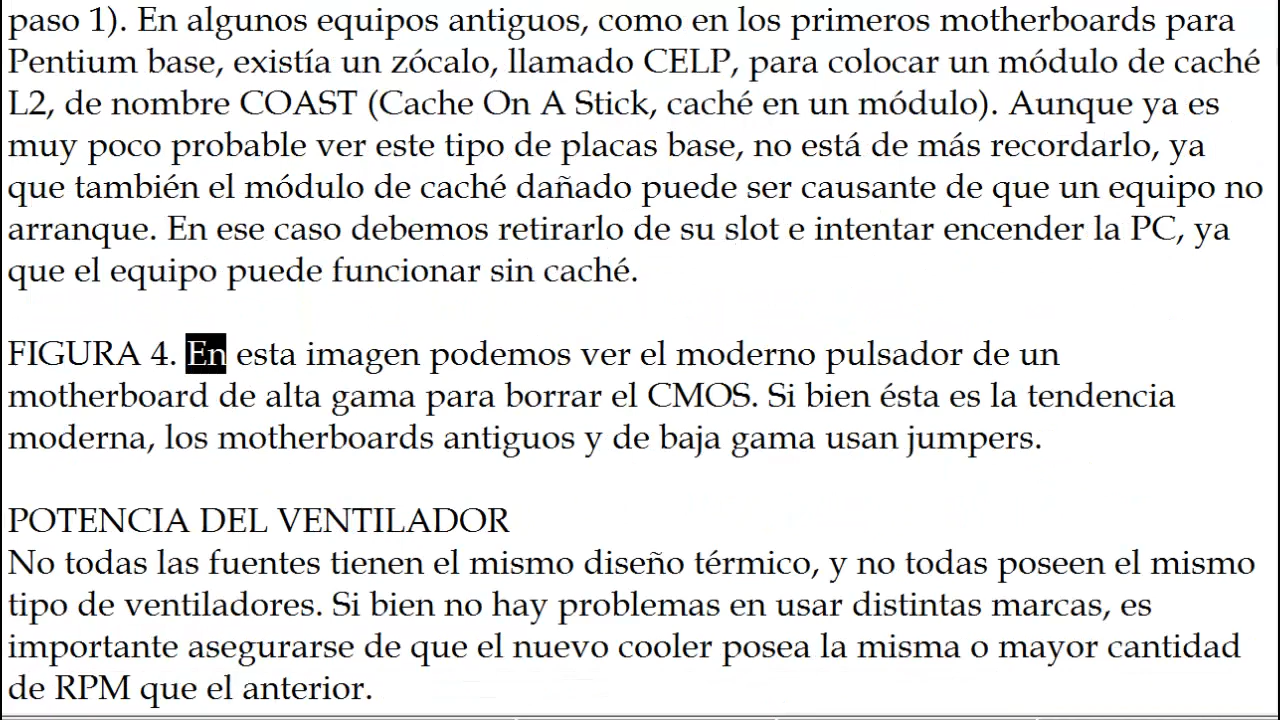 paso 1). En algunos equipos antiguos, como en los primeros motherboards para
Pentium base, existía un zócalo, llamado CELP, para colocar un módulo de caché
L2, de nombre COAST (Cache On A Stick, caché en un módulo). Aunque ya es
muy poco probable ver este tipo de placas base, no está de más recordarlo, ya
que también el módulo de caché dañado puede ser causante de que un equipo no
arranque. En ese caso debemos retirarlo de su slot e intentar encender la PC, ya
que el equipo puede funcionar sin caché.
FIGURA 4. En esta imagen podemos ver el moderno pulsador de un
motherboard de alta gama para borrar el CMOS. Si bien ésta es la tendencia
moderna, los motherboards antiguos y de baja gama usan jumpers.
POTENCIA DEL VENTILADOR
No todas las fuentes tienen el mismo diseño térmico, y no todas poseen el mismo
tipo de ventiladores. Si bien no hay problemas en usar distintas marcas, es
importante asegurarse de que el nuevo cooler posea la misma o mayor cantidad
de RPM que el anterior.